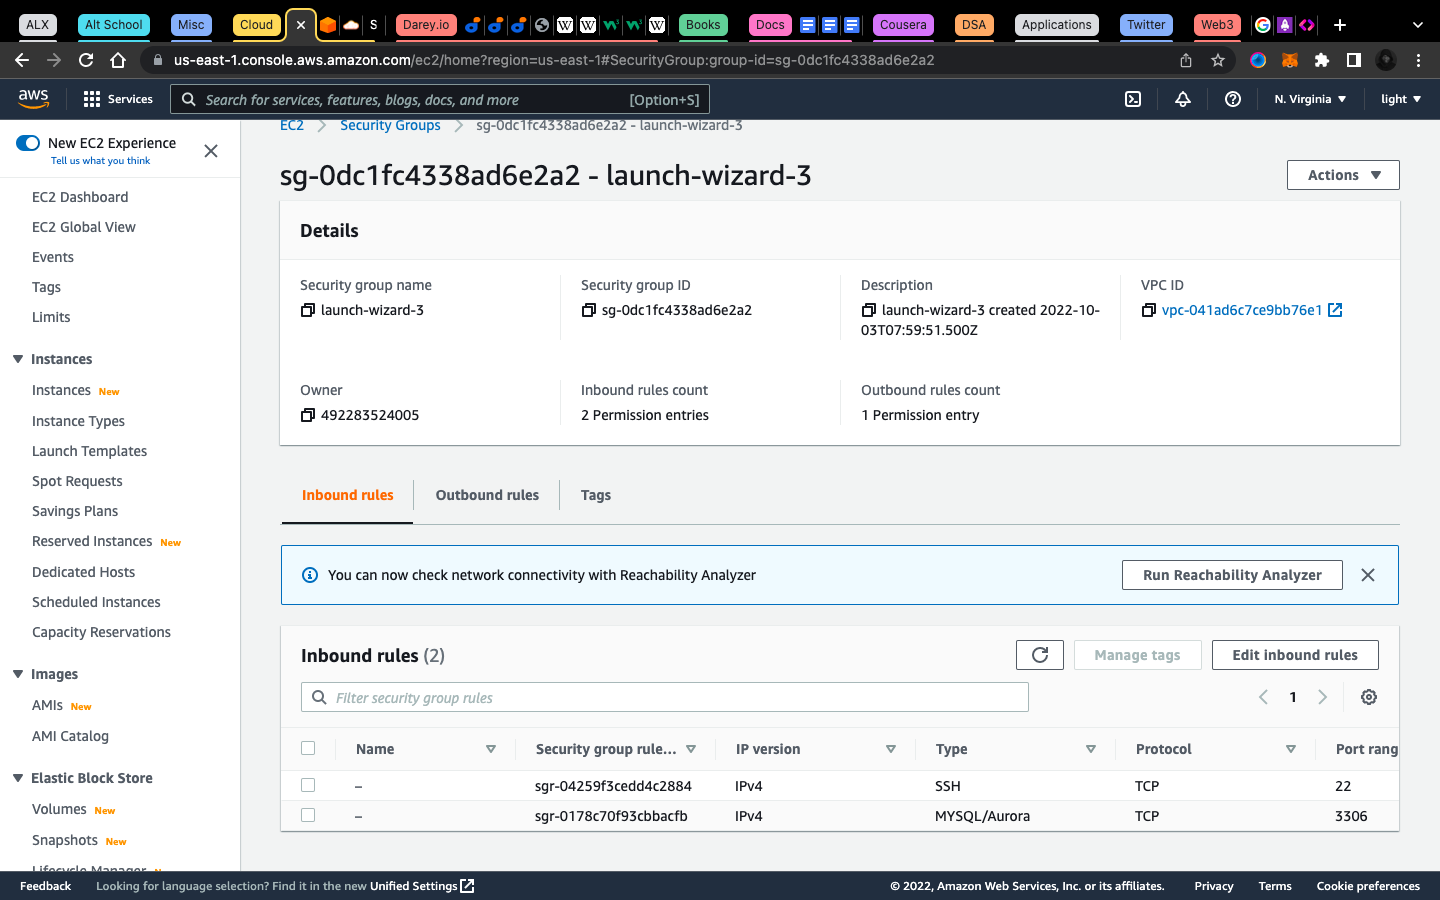 ALX Alt School Misc Cloud S Darey.io W W W Books Docs Cousera DSA Applications Twitter Web3
us-east-1.console.aws.amazon.com/ec2/home?region=us-east-1#SecurityGroup:group-id=sg-0dc1fc4338ad6e2a2
aws Services Search for services, features, blogs, docs, and more [Option+S] N. Virginia light
New EC2 Experience
Tell us what you think
EC2 Dashboard
EC2 Global View
Events
Tags
Limits
Instances
Instances New
Instance Types
Launch Templates
Spot Requests
Savings Plans
Reserved Instances New
Dedicated Hosts
Scheduled Instances
Capacity Reservations
Images
AMIs New
AMI Catalog
Elastic Block Store
Volumes New
Snapshots New
Lifecycle Manager
EC2 Security Groups sg-0dc1fc4338ad6e2a2 - launch-wizard-3
sg-0dc1fc4338ad6e2a2 - launch-wizard-3
Actions
Details
Security group name
launch-wizard-3
Security group ID
sg-0dc1fc4338ad6e2a2
Description
launch-wizard-3 created 2022-10-
03T07:59:51.500Z
VPC ID
vpc-041ad6c7ce9bb76e1
Owner
492283524005
Inbound rules count
2 Permission entries
Outbound rules count
1 Permission entry
Inbound rules Outbound rules Tags
You can now check network connectivity with Reachability Analyzer Run Reachability Analyzer
Inbound rules (2) Manage tags Edit inbound rules
Filter security group rules 1
Name Security group rule... IP version Type Protocol Port rang
– sgr-04259f3cedd4c2884 IPv4 SSH TCP 22
– sgr-0178c70f93cbbacfb IPv4 MYSQL/Aurora TCP 3306
Feedback Looking for language selection? Find it in the new Unified Settings © 2022, Amazon Web Services, Inc. or its affiliates. Privacy Terms Cookie preferences